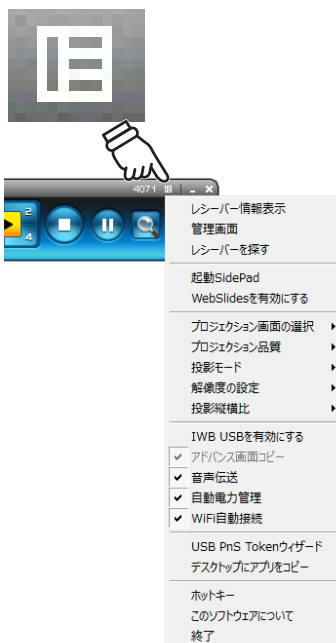 4071
2
4
レシーバー情報表示
管理画面
レシーバーを探す
起動SidePad
WebSlidesを有効にする
プロジェクション画面の選択
プロジェクション品質
投影モード
解像度の設定
投影縦横比
IWB USBを有効にする
アドバンス画面コピー
音声伝送
自動電力管理
WiFi自動接続
USB PnS Tokenウィザード
デスクトップにアプリをコピー
ホットキー
このソフトウェアについて
終了